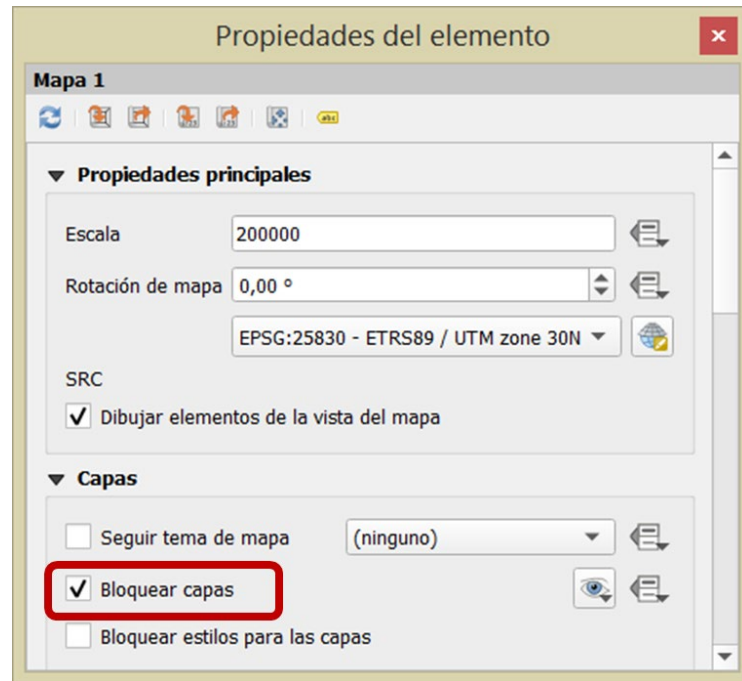 Propiedades del elemento
Mapa 1
abc
Propiedades principales
Escala 200000
Rotación de mapa 0,00 º
EPSG:25830 - ETRS89 / UTM zone 30N
SRC
Dibujar elementos de la vista del mapa
Capas
Seguir tema de mapa (ninguno)
Bloquear capas
Bloquear estilos para las capas